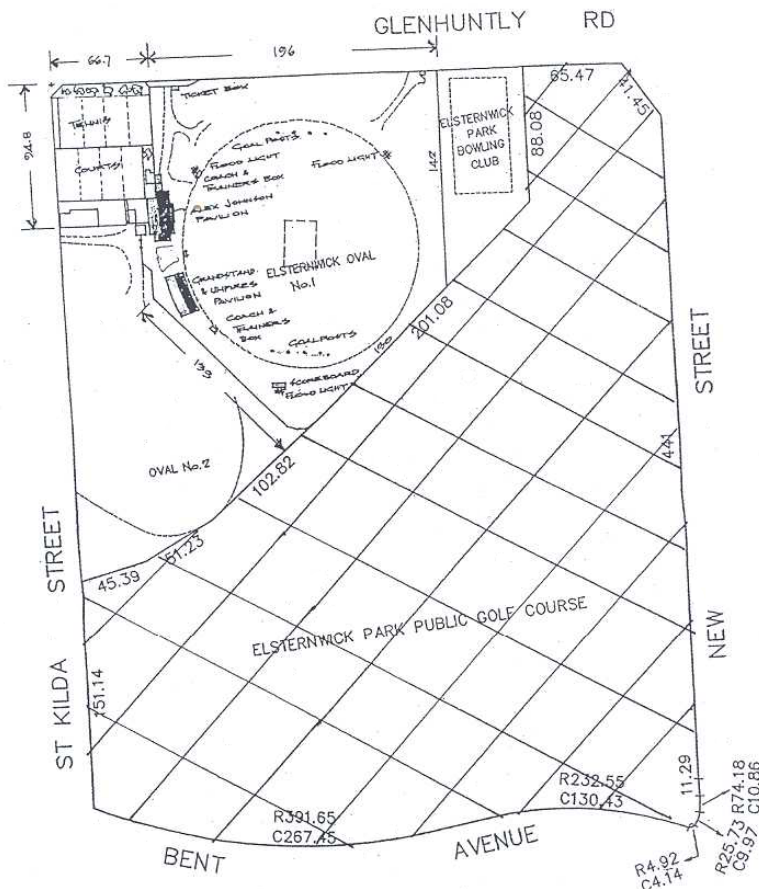 GLENHUNTLY RD
66.7
196
65.47
41.45
TICKET BOX
94.8
TENNIS
COURTS
GOAL POSTS
FLOOD LIGHT
COACH &
TRAINERS BOX
FLOOD LIGHT
142
ELSTERNWICK
PARK
BOWLING
CLUB
88.08
ALEX JOHNSON
PAVILION
GRANDSTAND
& UMPIRES
PAVILION
ELSTERNWICK OVAL
No.1
COACH &
TRAINERS
BOX
GOALPOSTS
130
201.08
139
SCOREBOARD
FLOOD LIGHT
STREET
441
OVAL No.2
102.82
51.23
45.39
STREET
ELSTERNWICK PARK PUBLIC GOLF COURSE
NEW
ST KILDA
151.14
R232.55
C130.43
11.29
R74.18
C10.86
R391.65
C267.45
R25.73
C9.97
BENT AVENUE
R4.92
C4.14